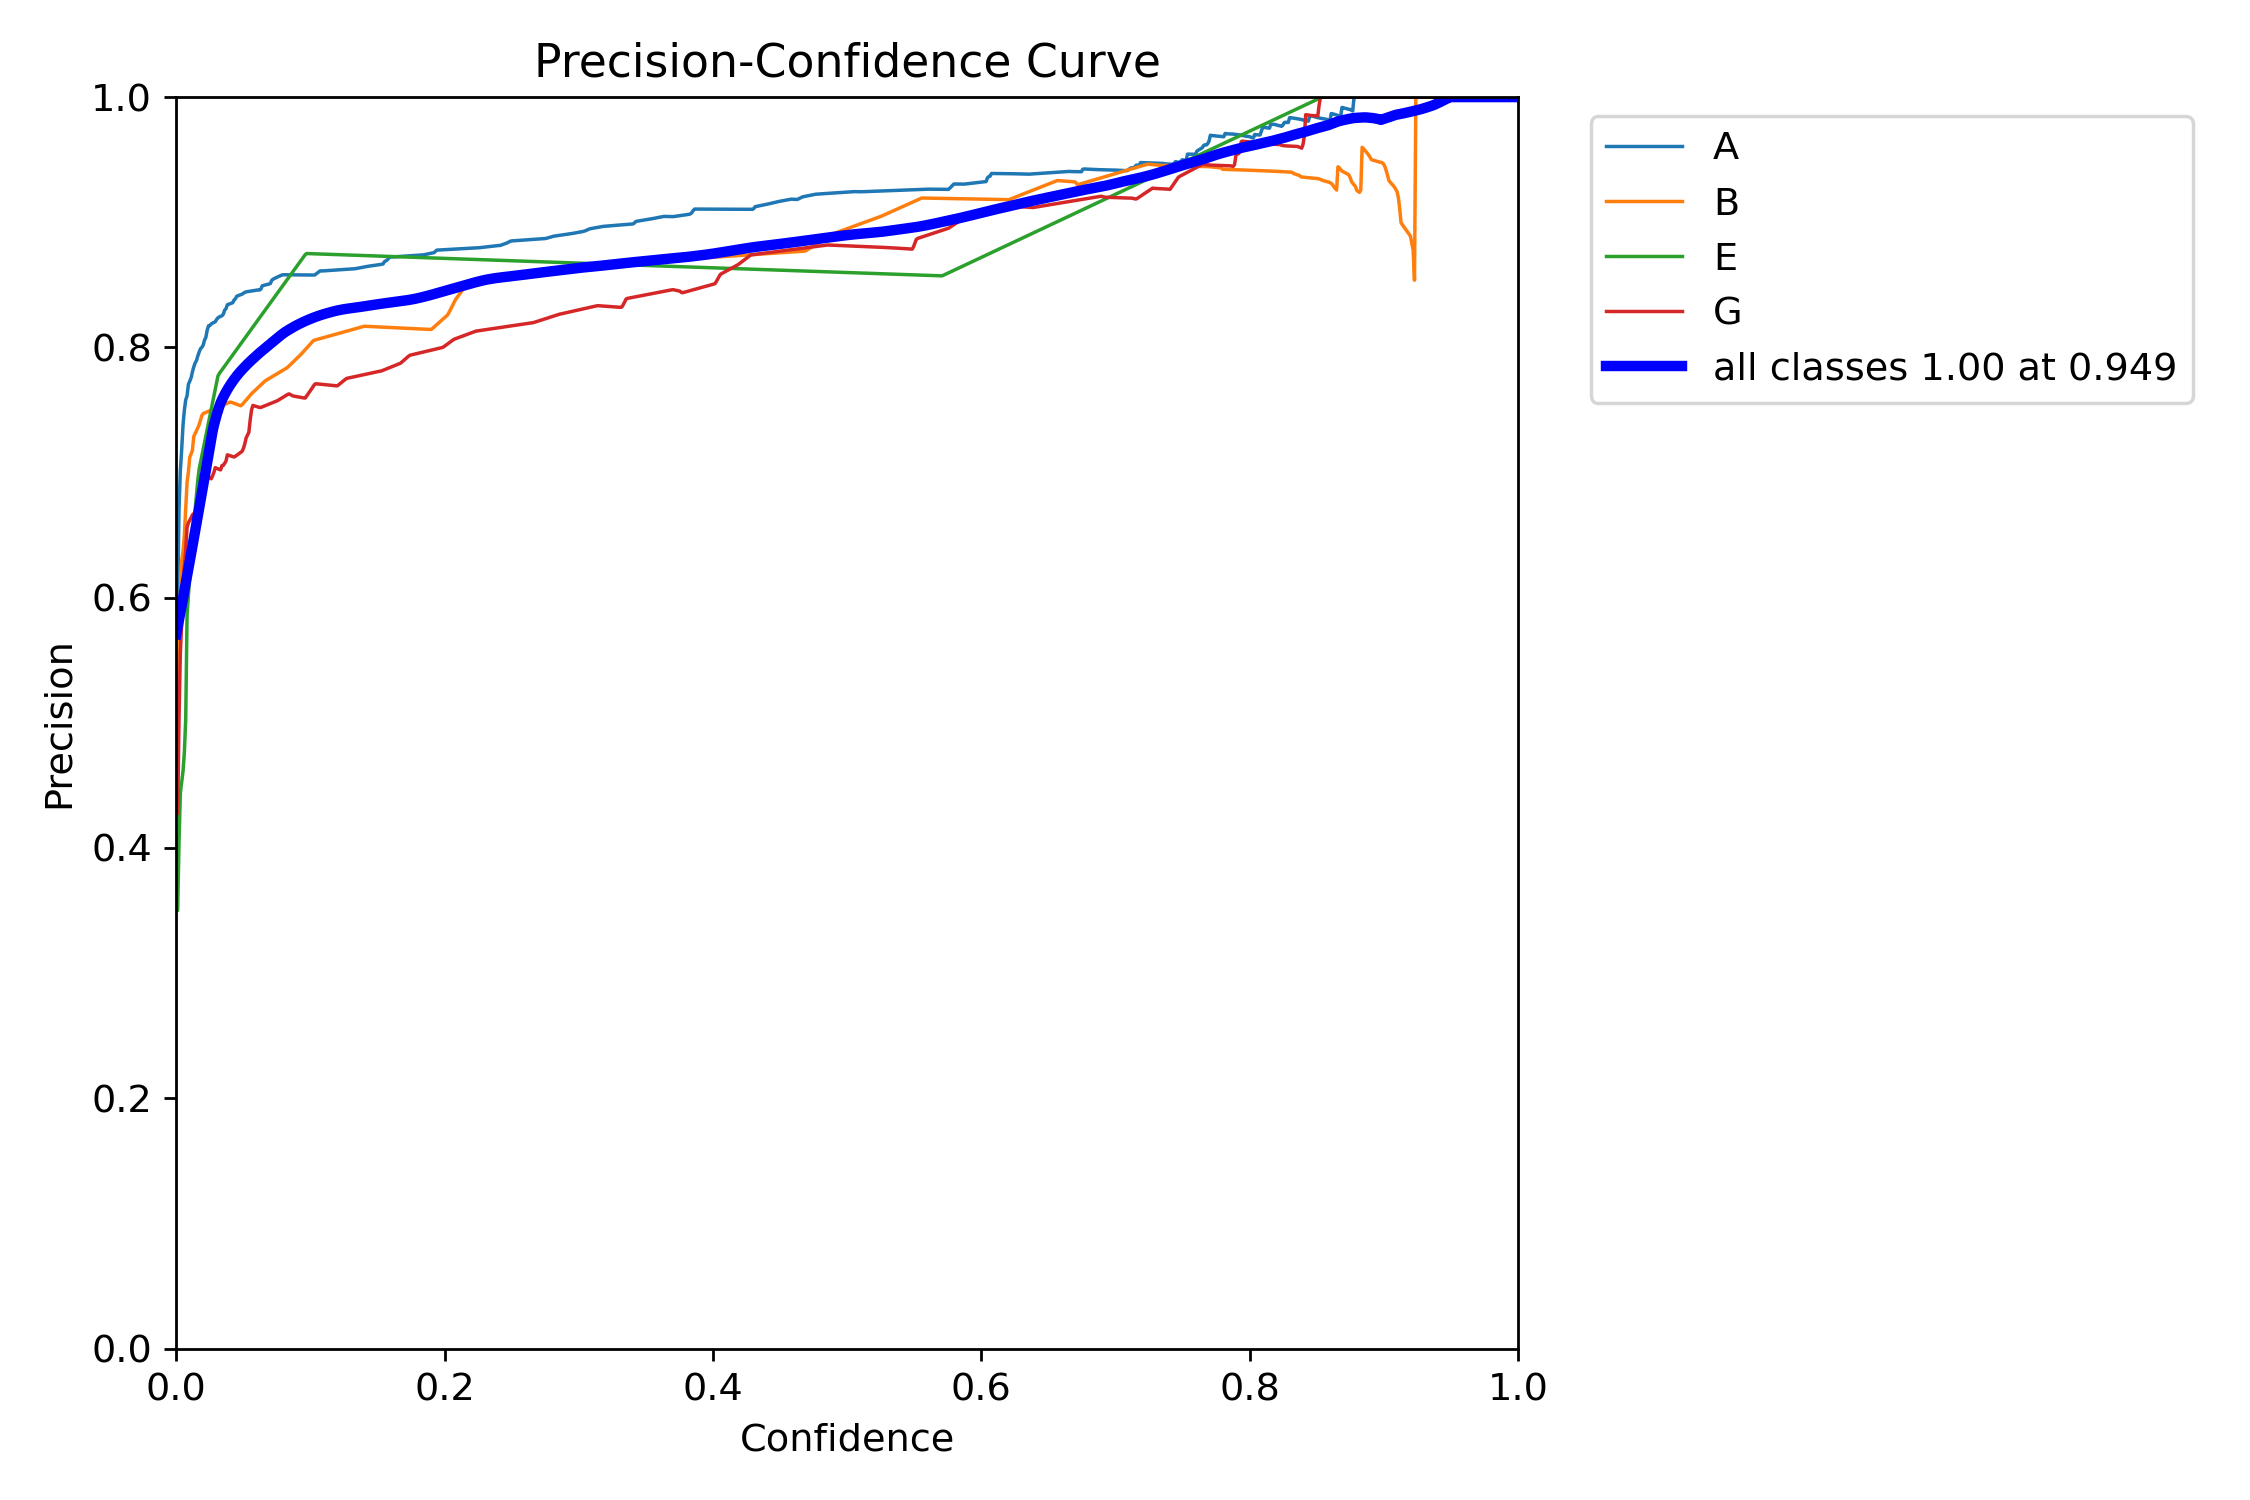 Precision-Confidence Curve
1.0
0.8
0.6
0.4
0.2
0.0
Precision
0.0 0.2 0.4 0.6 0.8 1.0
Confidence
A
B
E
G
all classes 1.00 at 0.949